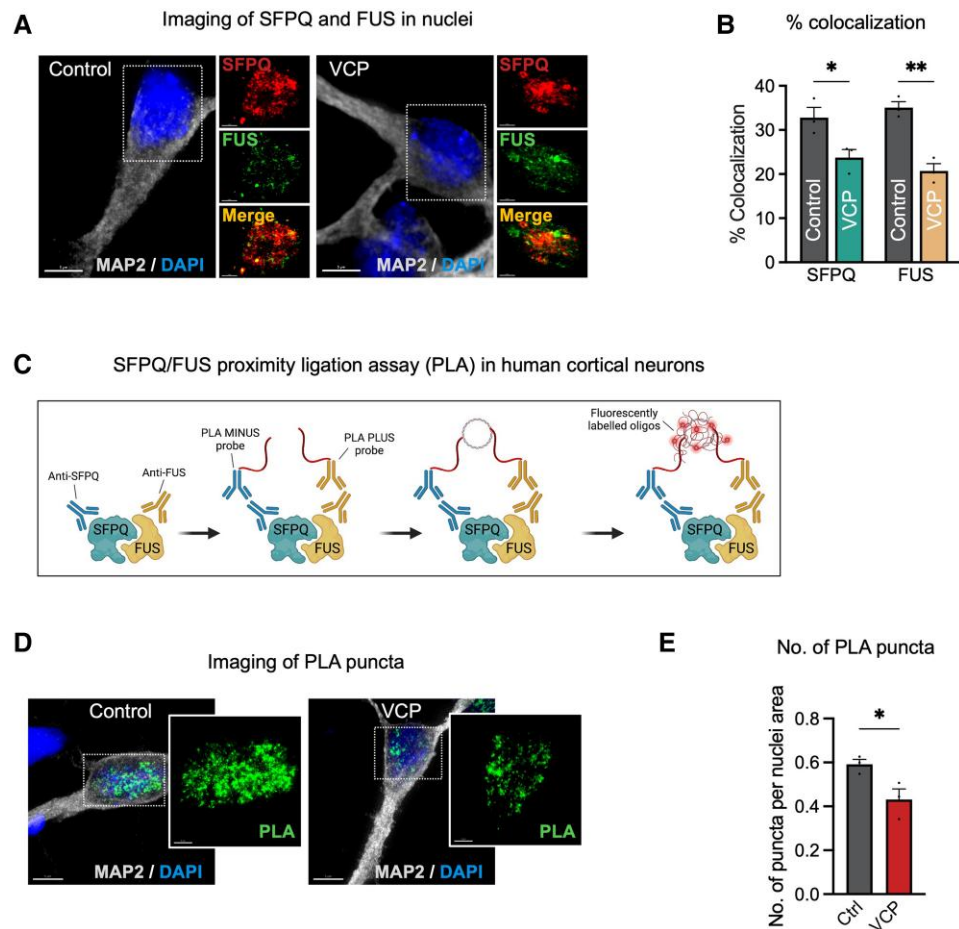 A
Imaging of SFPQ and FUS in nuclei
Control
SFPQ
FUS
Merge
MAP2 / DAPI
VCP
SFPQ
FUS
Merge
MAP2 / DAPI
B
% colocalization
% Colocalization
40
30
20
10
0
*
**
Control
VCP
Control
VCP
SFPQ
FUS
C
SFPQ/FUS proximity ligation assay (PLA) in human cortical neurons
Anti-SFPQ
Anti-FUS
SFPQ
FUS
PLA MINUS
probe
PLA PLUS
probe
SFPQ
FUS
SFPQ
FUS
Fluorescently
labelled oligos
SFPQ
FUS
D
Imaging of PLA puncta
Control
PLA
MAP2 / DAPI
VCP
PLA
MAP2 / DAPI
E
No. of PLA puncta
No. of puncta per nuclei area
0.8
0.6
0.4
0.2
0.0
*
Ctrl
VCP